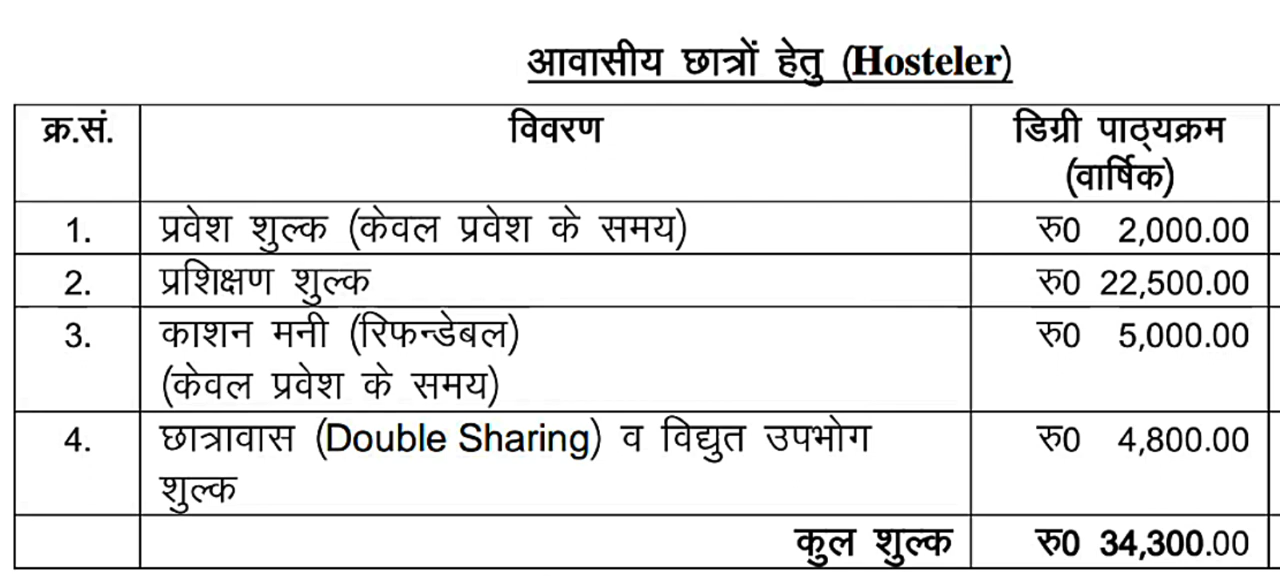 आवासीय छात्रों हेतु (Hosteler)
क्र.सं. विवरण डिग्री पाठ्यक्रम
(वार्षिक)
1. प्रवेश शुल्क (केवल प्रवेश के समय) रु0 2,000.00
2. प्रशिक्षण शुल्क रु0 22,500.00
3. काशन मनी (रिफन्डेबल) रु0 5,000.00
(केवल प्रवेश के समय)
4. छात्रावास (Double Sharing) व विद्युत उपभोग रु0 4,800.00
शुल्क
कुल शुल्क रु0 34,300.00